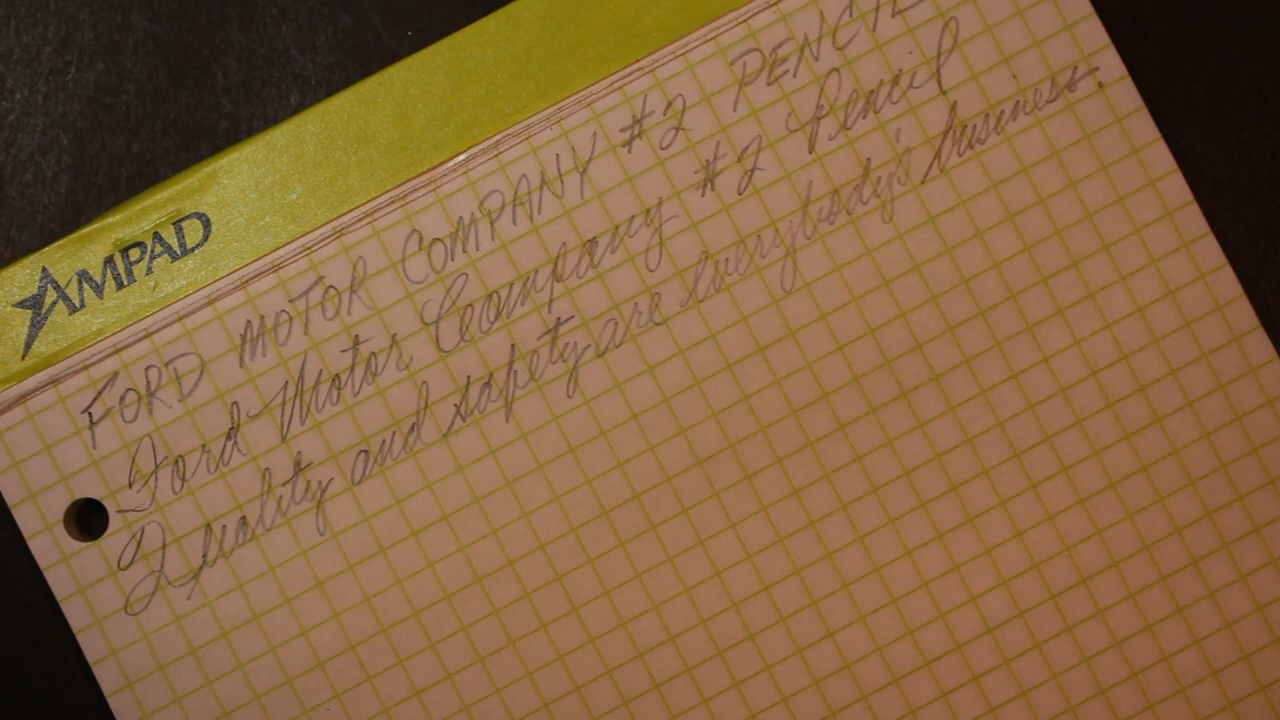 AMPAD
FORD MOTOR COMPANY #2 PENCIL
Ford Motor Company #2 Pencil
Quality and safety are everybody's business.